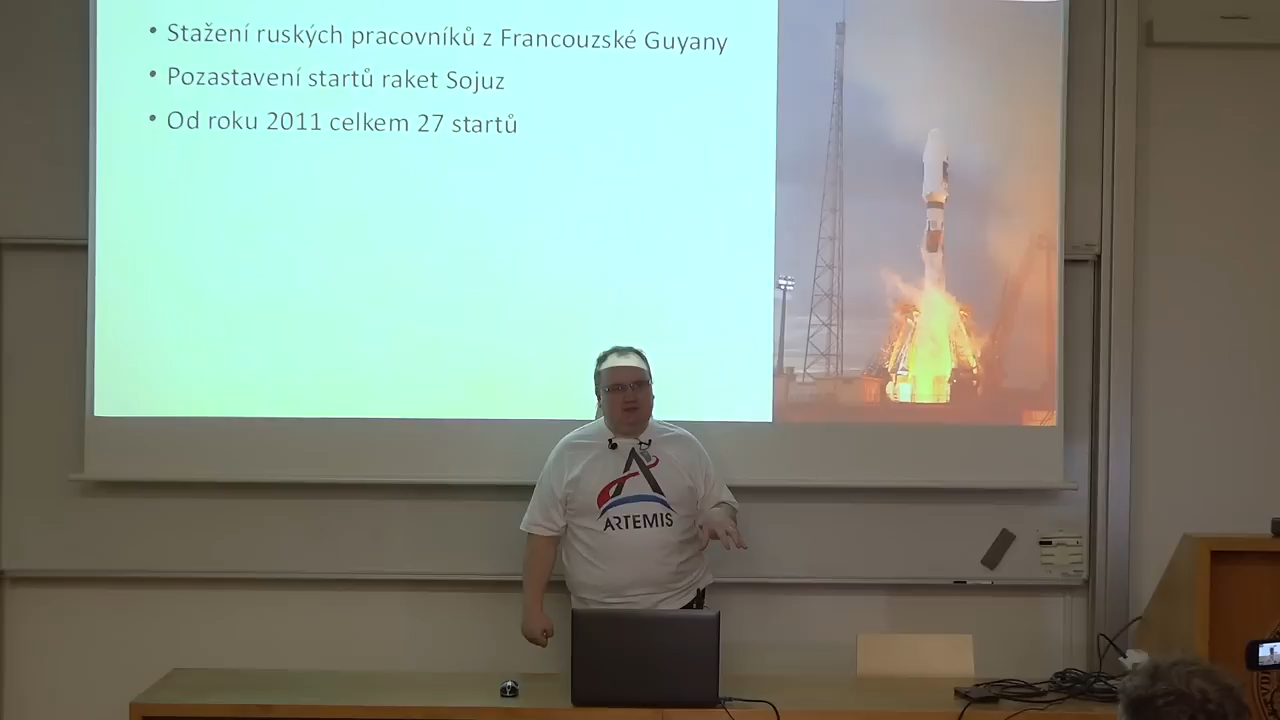 • Stažení ruských pracovníků z Francouzské Guyany
• Pozastavení startů raket Sojuz
• Od roku 2011 celkem 27 startů
ARTEMIS